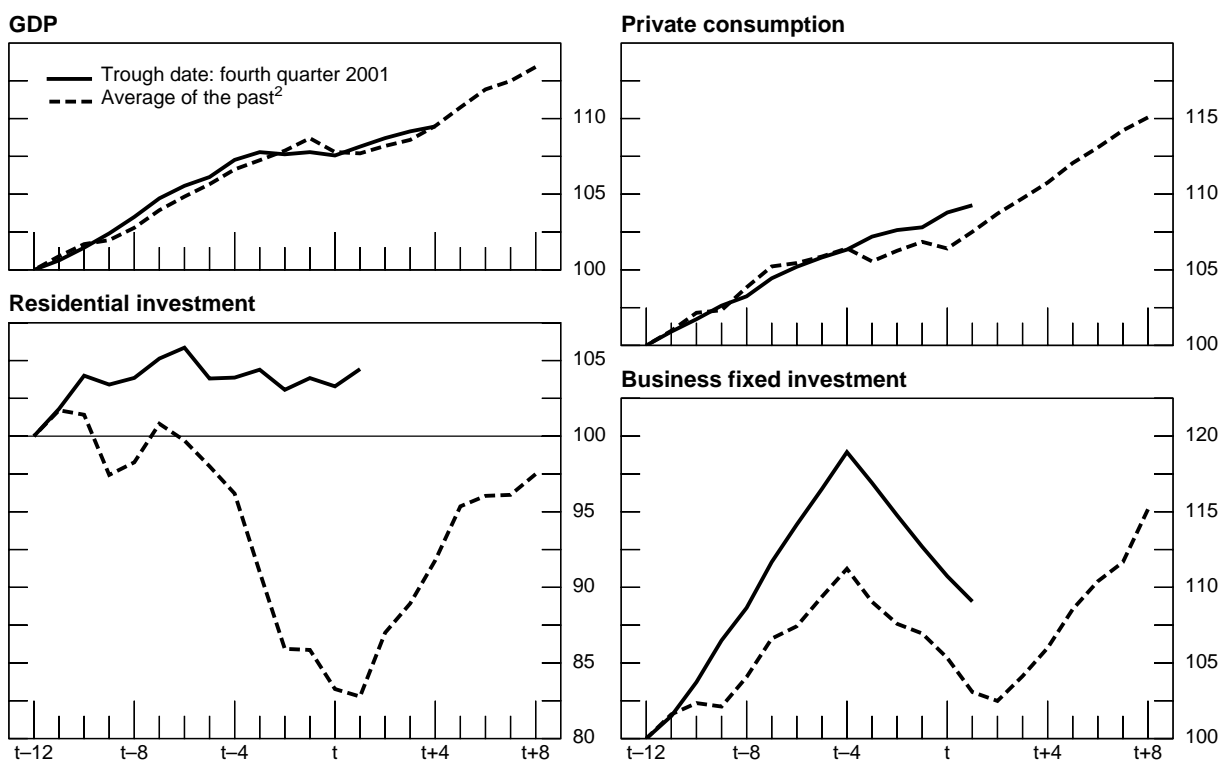 GDP
Trough date: fourth quarter 2001
Average of the past2
110
105
100
Private consumption
115
110
105
100
Residential investment
105
100
95
90
85
80
t–12 t–8 t–4 t t+4 t+8
Business fixed investment
120
115
110
105
100
t–12 t–8 t–4 t t+4 t+8